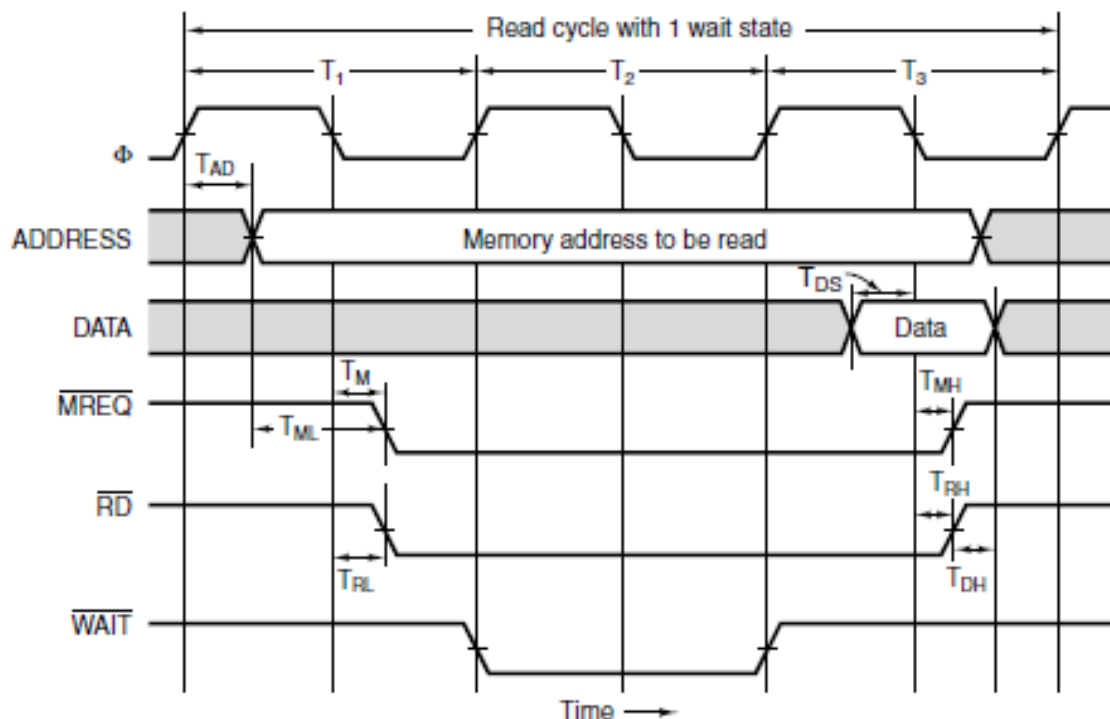 Read cycle with 1 wait state
T1 T2 T3
Φ
TAD
ADDRESS Memory address to be read
TDS
DATA Data
TM TMH
MREQ
TML
TRH
RD
TRL TDH
WAIT
Time